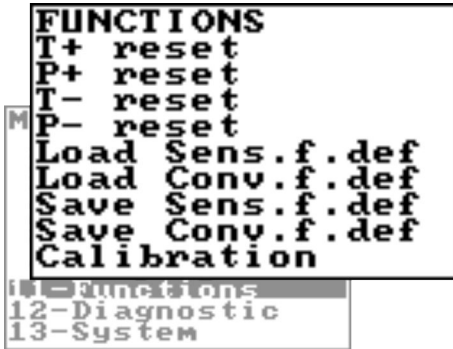 FUNCTIONS
T+ reset
P+ reset
T- reset
P- reset
Load Sens.f.def
Load Conv.f.def
Save Sens.f.def
Save Conv.f.def
Calibration
M
11-Functions
12-Diagnostic
13-System